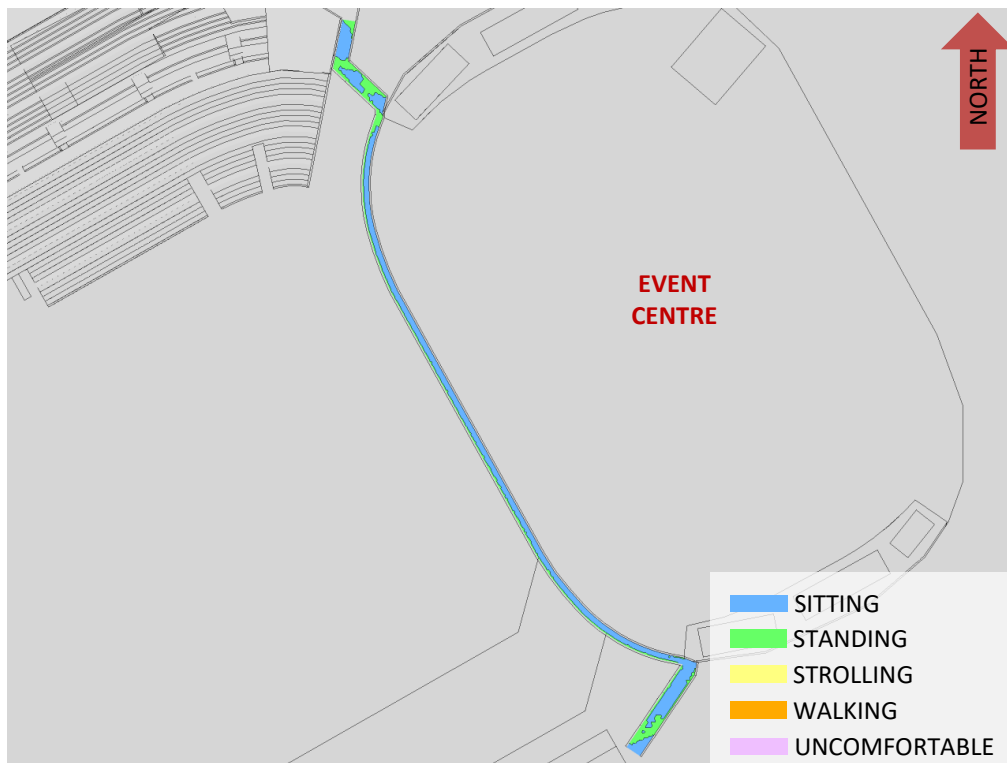 NORTH
EVENT
CENTRE
SITTING
STANDING
STROLLING
WALKING
UNCOMFORTABLE